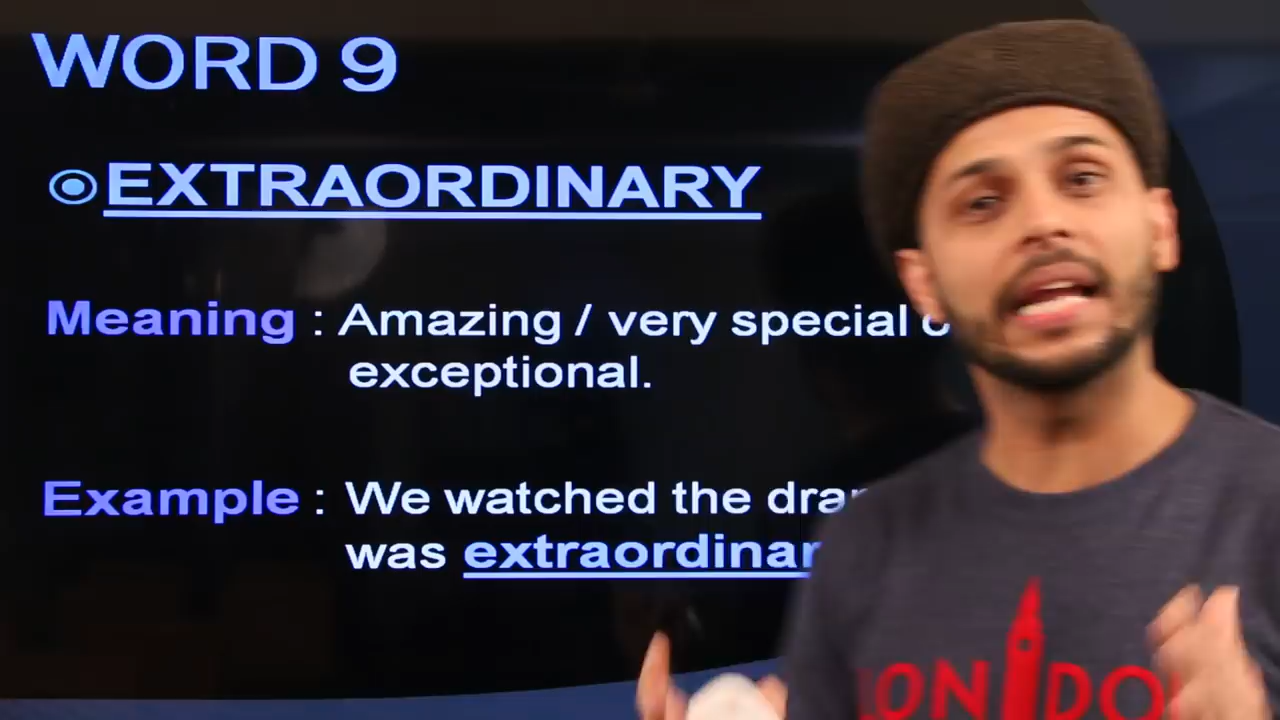 WORD 9
EXTRAORDINARY
Meaning : Amazing / very special
exceptional.
Example : We watched the
was